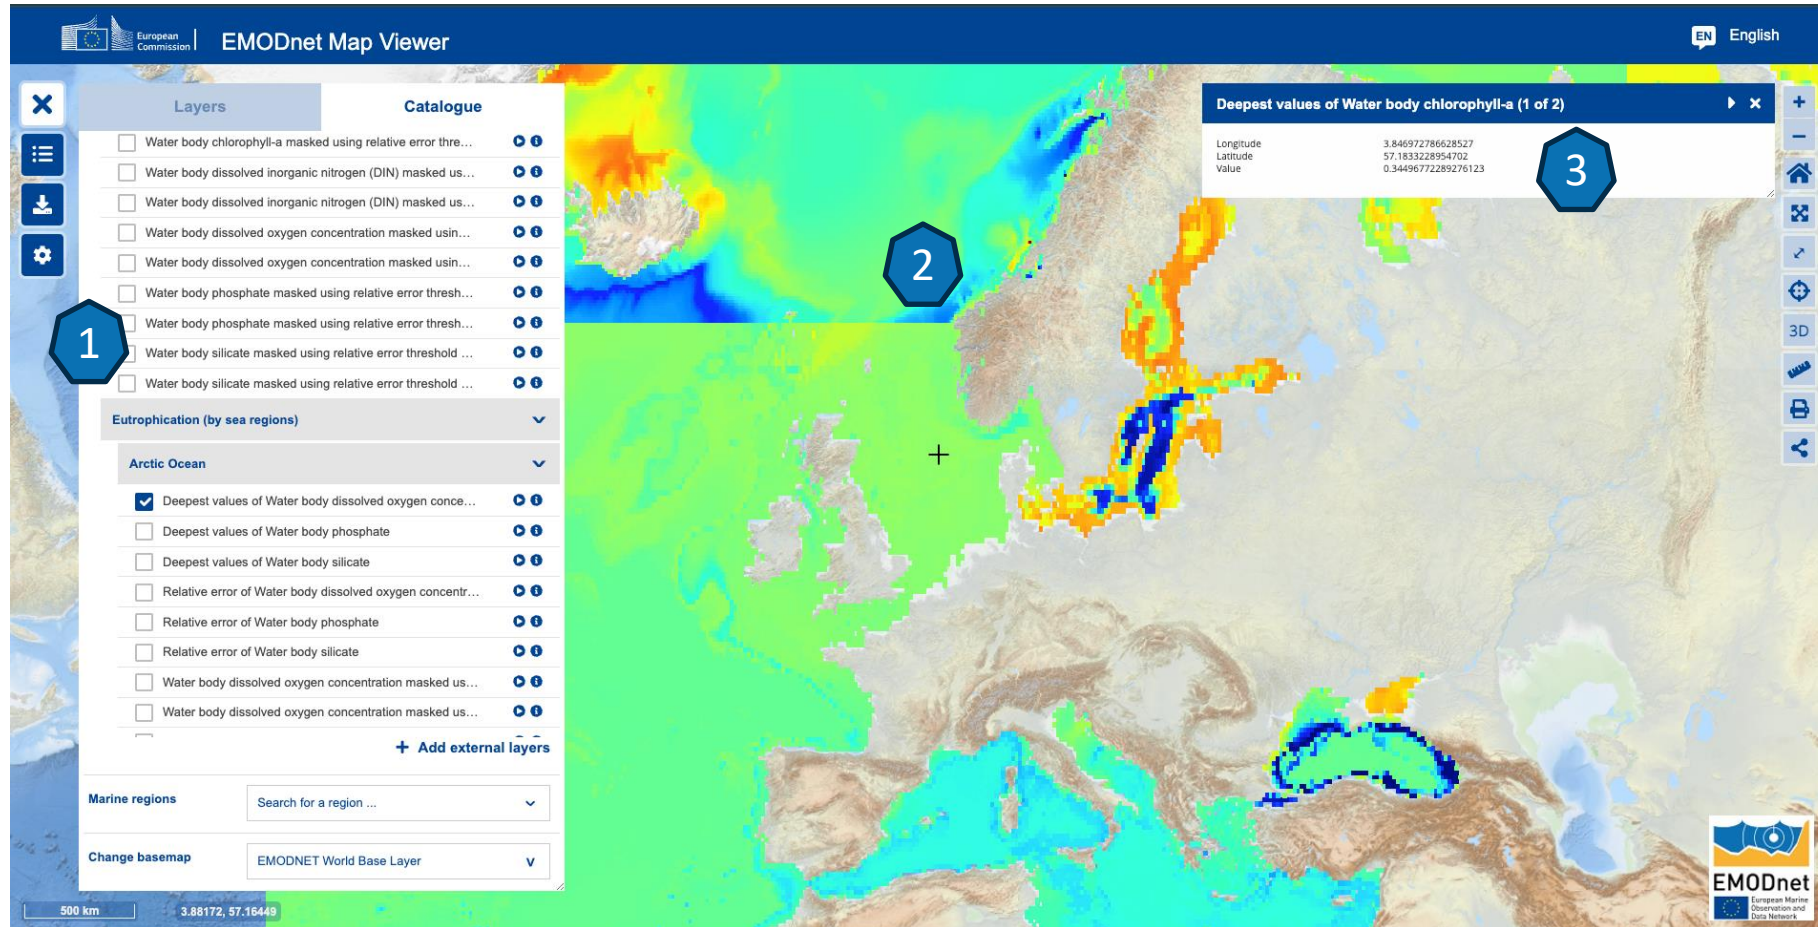 European
Commission
EMODnet Map Viewer
EN English
Layers
Catalogue
Water body chlorophyll-a masked using relative error thre...
Water body dissolved inorganic nitrogen (DIN) masked us...
Water body dissolved inorganic nitrogen (DIN) masked us...
Water body dissolved oxygen concentration masked usin...
Water body dissolved oxygen concentration masked usin...
Water body phosphate masked using relative error thresh...
Water body phosphate masked using relative error thresh...
Water body silicate masked using relative error threshold ...
Water body silicate masked using relative error threshold ...
1
Eutrophication (by sea regions)
Arctic Ocean
Deepest values of Water body dissolved oxygen conce...
Deepest values of Water body phosphate
Deepest values of Water body silicate
Relative error of Water body dissolved oxygen concentr...
Relative error of Water body phosphate
Relative error of Water body silicate
Water body dissolved oxygen concentration masked us...
Water body dissolved oxygen concentration masked us...
+ Add external layers
Marine regions
Search for a region ...
Change basemap
EMODNET World Base Layer
500 km
3.88172, 57.16449
2
Deepest values of Water body chlorophyll-a (1 of 2)
Longitude 3.846972786628527
Latitude 57.1833228954702
Value 0.34496772289276123
3
3D
EMODnet
European Marine
Observation and
Data Network